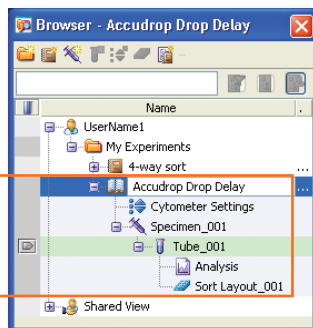 Browser - Accudrop Drop Delay
Name
.
UserName1
My Experiments
4-way sort
...
Accudrop Drop Delay
...
Cytometer Settings
Specimen_001
Tube_001
Analysis
Sort Layout_001
Shared View